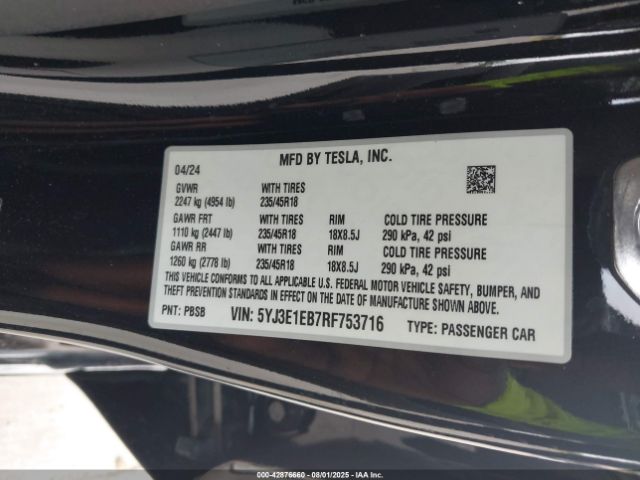 MFD BY TESLA, INC.
04/24
GVWR WITH TIRES
2247 kg (4954 lb) 235/45R18
GAWR FRT WITH TIRES RIM COLD TIRE PRESSURE
1110 kg (2447 lb) 235/45R18 18X8.5J 290 kPa, 42 psi
GAWR RR WITH TIRES RIM COLD TIRE PRESSURE
1260 kg (2778 lb) 235/45R18 18X8.5J 290 kPa, 42 psi
THIS VEHICLE CONFORMS TO ALL APPLICABLE U.S. FEDERAL MOTOR VEHICLE SAFETY, BUMPER, AND
THEFT PREVENTION STANDARDS IN EFFECT ON THE DATE OF MANUFACTURE SHOWN ABOVE.
PNT: PBSB VIN: 5YJ3E1EB7RF753716 TYPE: PASSENGER CAR
000-42876660 - 08/01/2025 - IAA Inc.